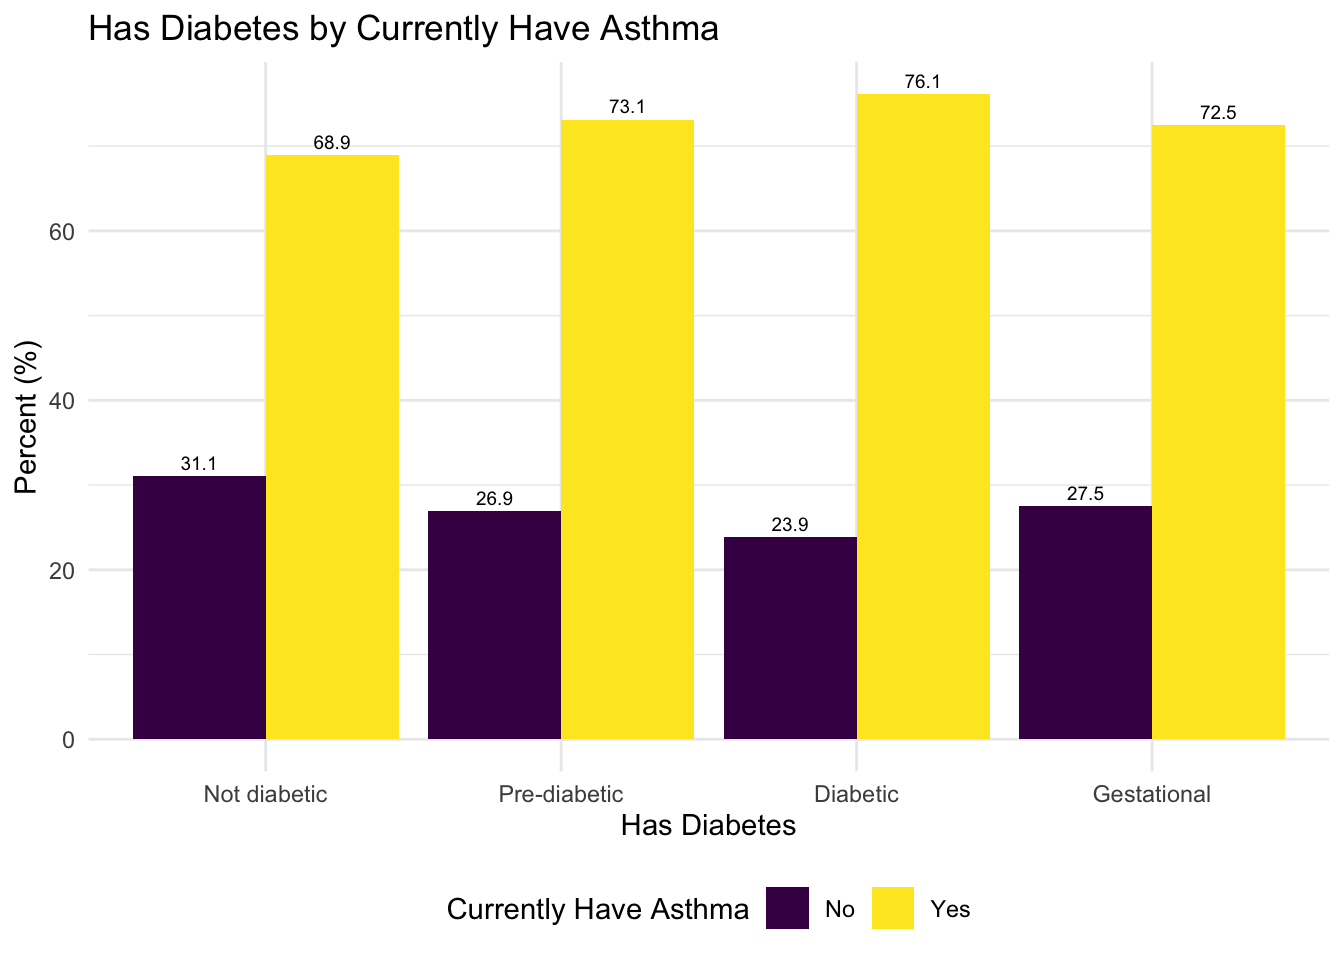 Has Diabetes by Currently Have Asthma
Percent (%)
60
40
20
0
31.1
68.9
26.9
73.1
23.9
76.1
27.5
72.5
Not diabetic
Pre-diabetic
Diabetic
Gestational
Has Diabetes
Currently Have Asthma No Yes